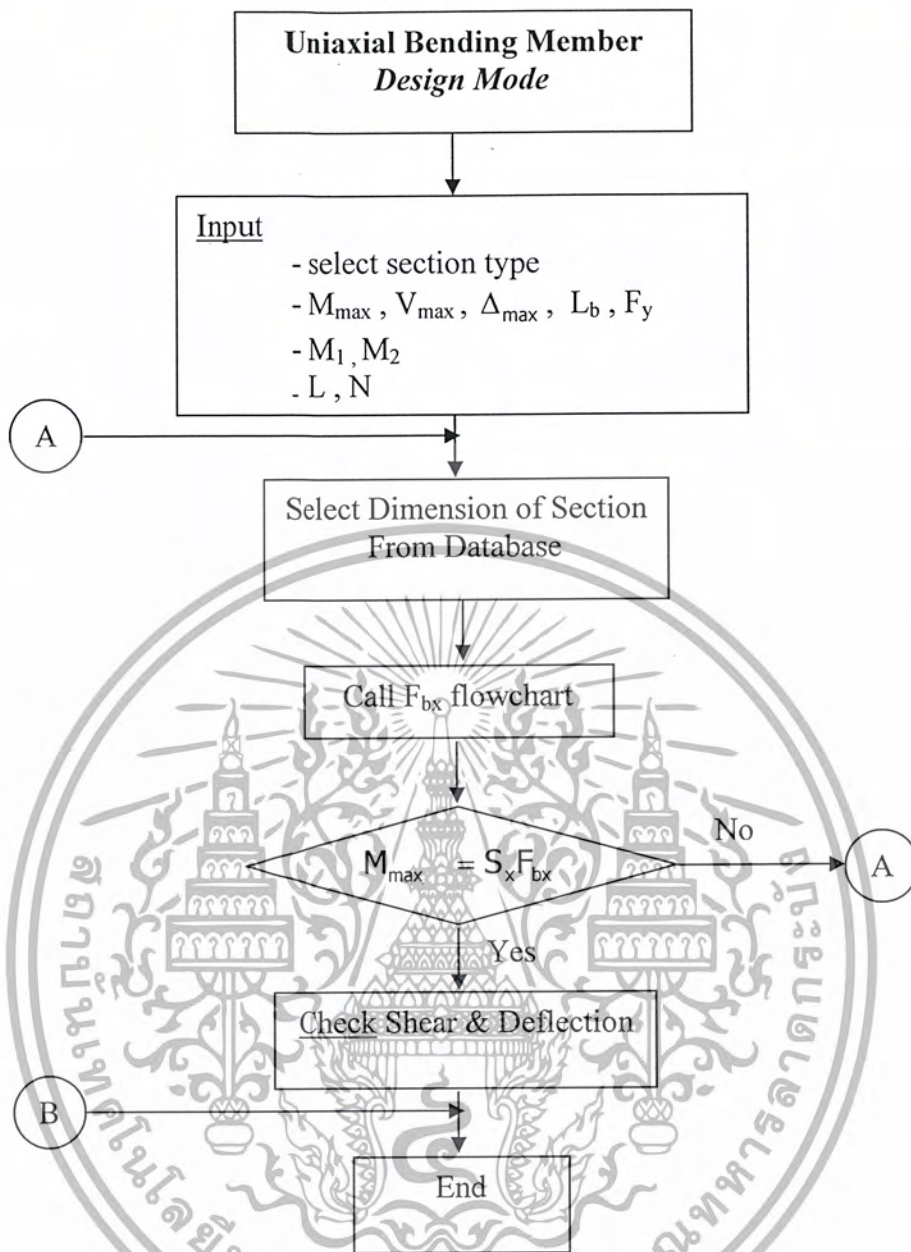 Uniaxial Bending Member
Design Mode
Input
- select section type
- Mmax , Vmax , Δmax , Lb , Fy
- M1 , M2
- L , N
A
Select Dimension of Section
From Database
Call Fbx flowchart
Mmax = SxFbx
No
A
Yes
Check Shear & Deflection
B
End